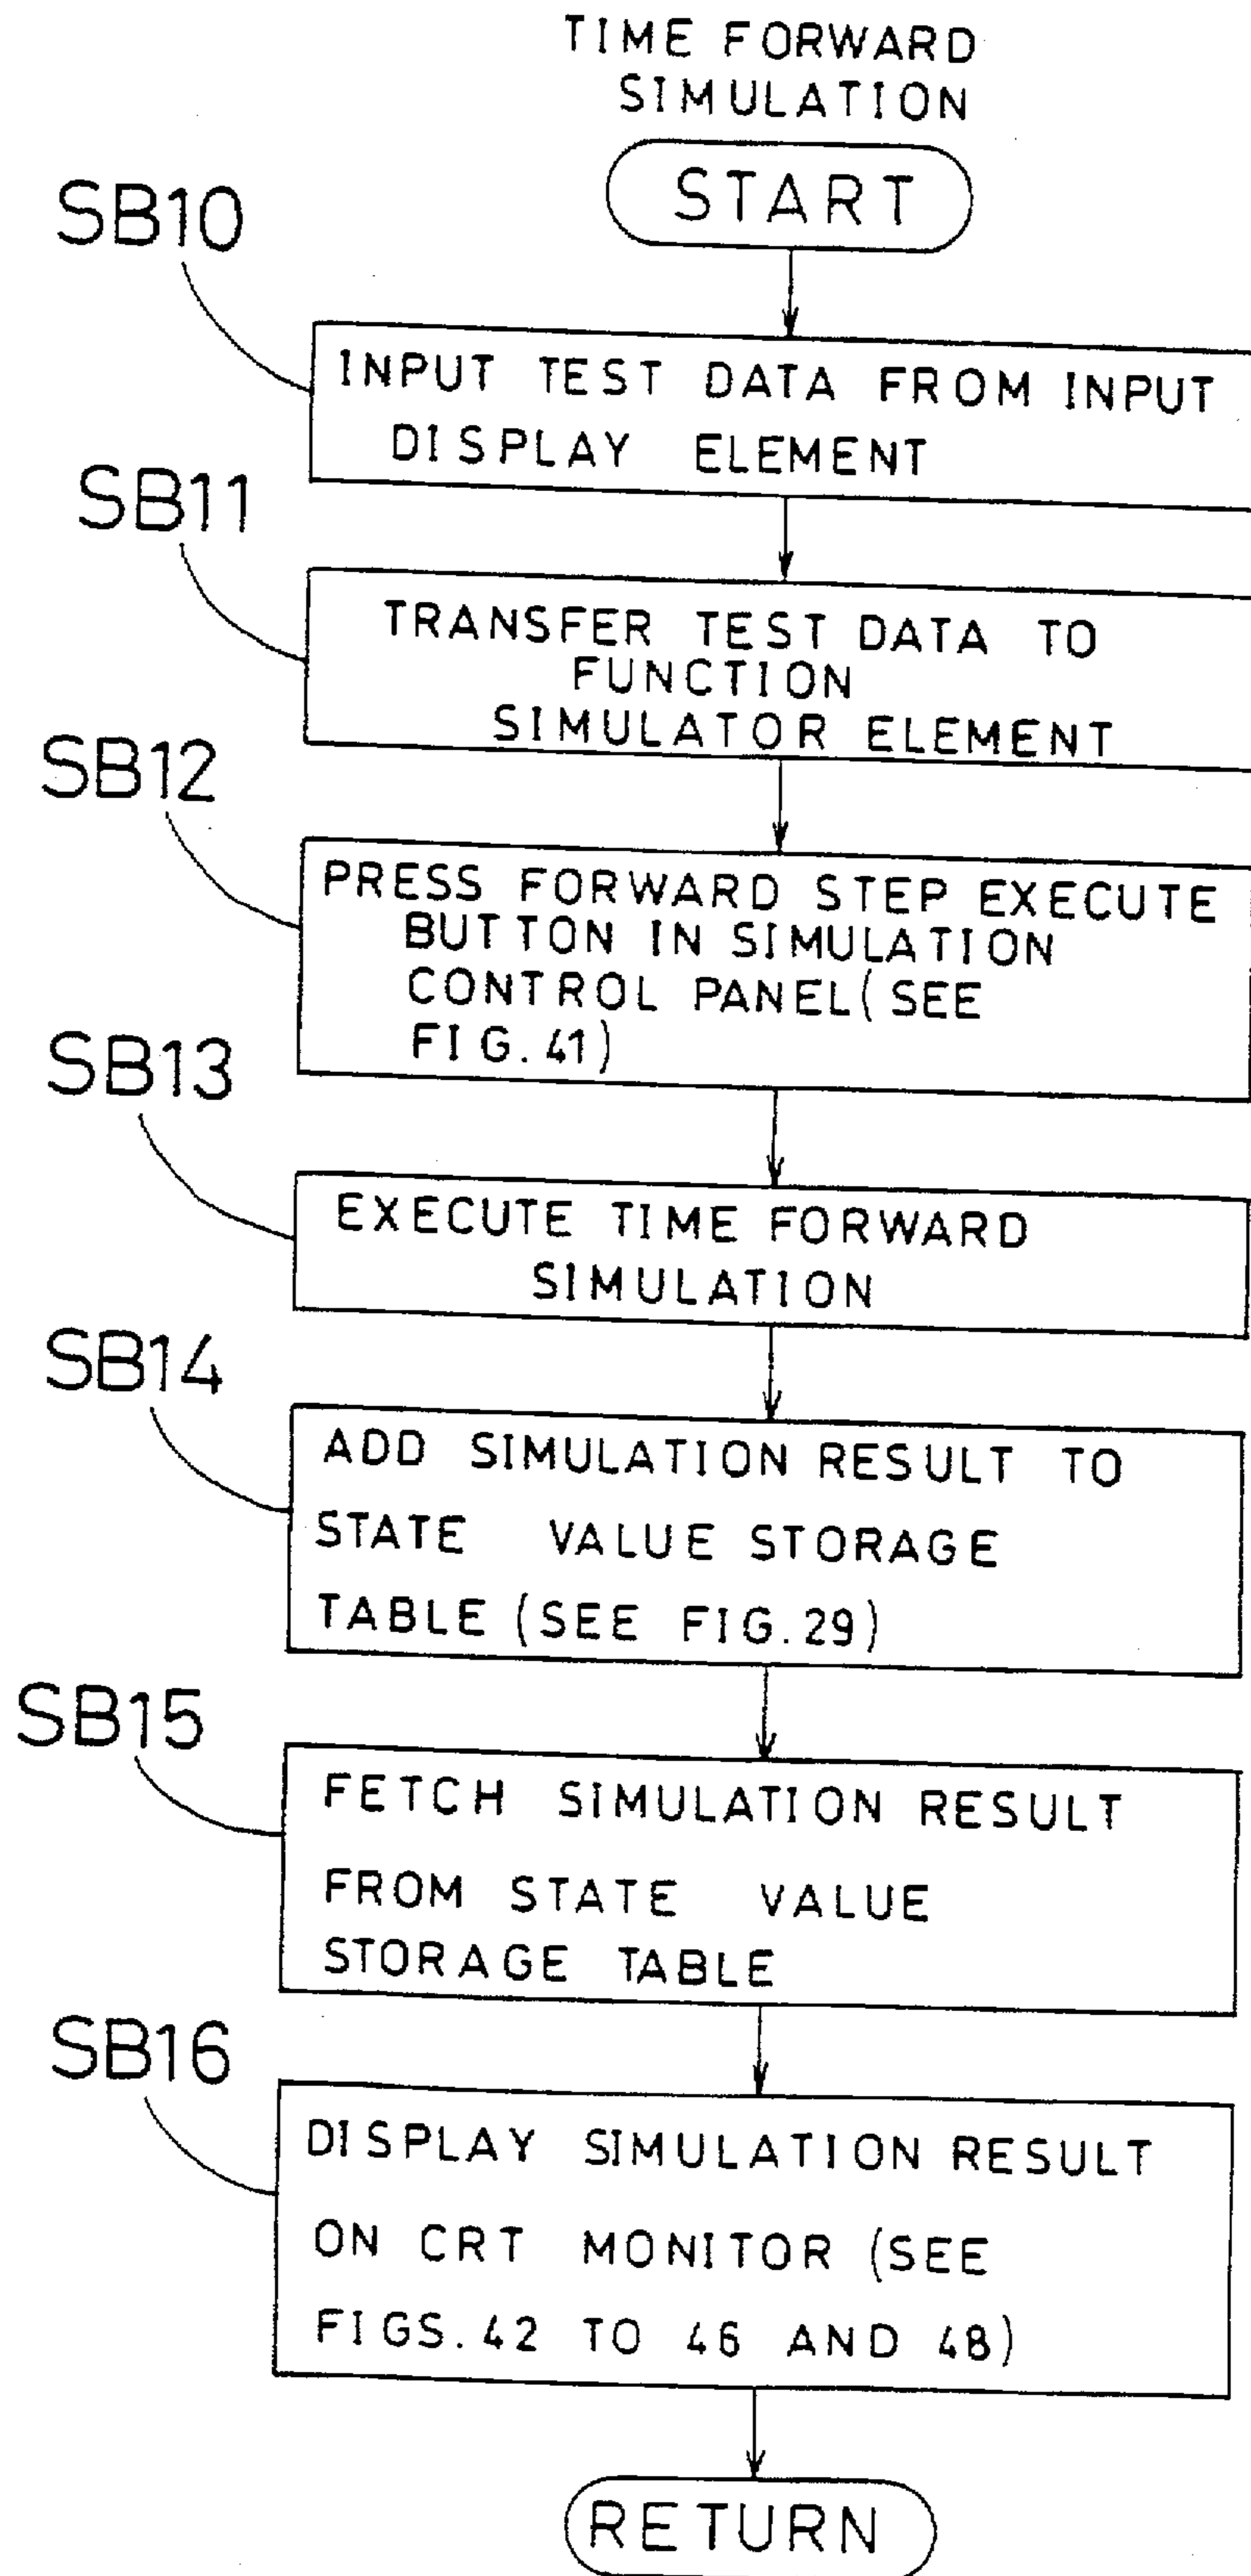 TIME FORWARD
SIMULATION
START
SB10
INPUT TEST DATA FROM INPUT
DISPLAY ELEMENT
SB11
TRANSFER TEST DATA TO
FUNCTION
SIMULATOR ELEMENT
SB12
PRESS FORWARD STEP EXECUTE
BUTTON IN SIMULATION
CONTROL PANEL(SEE
FIG.41)
SB13
EXECUTE TIME FORWARD
SIMULATION
SB14
ADD SIMULATION RESULT TO
STATE VALUE STORAGE
TABLE (SEE FIG.29)
SB15
FETCH SIMULATION RESULT
FROM STATE VALUE
STORAGE TABLE
SB16
DISPLAY SIMULATION RESULT
ON CRT MONITOR (SEE
FIGS.42 TO 46 AND 48)
RETURN